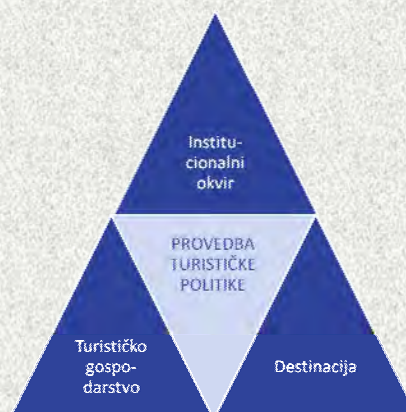 Institu-
cionalni
okvir
PROVEDBA
TURISTIČKE
POLITIKE
Turističko
gospo-
darstvo
Destinacija